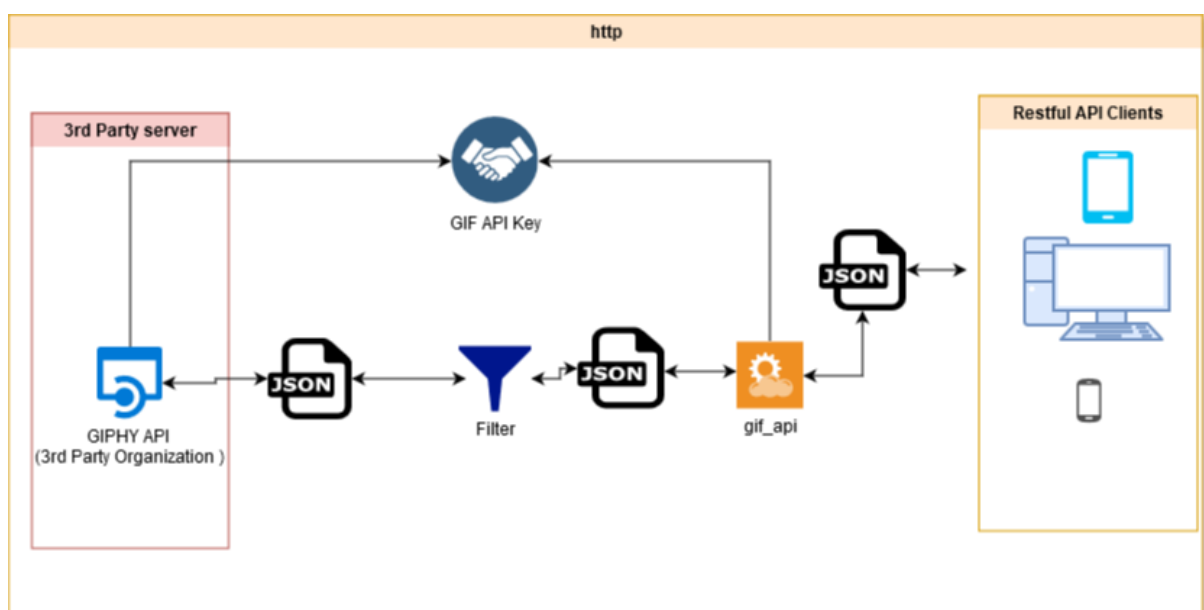 http
3rd Party server
Restful API Clients
GIF API Key
JSON
JSON
JSON
Filter
gif_api
GIPHY API
(3rd Party Organization )